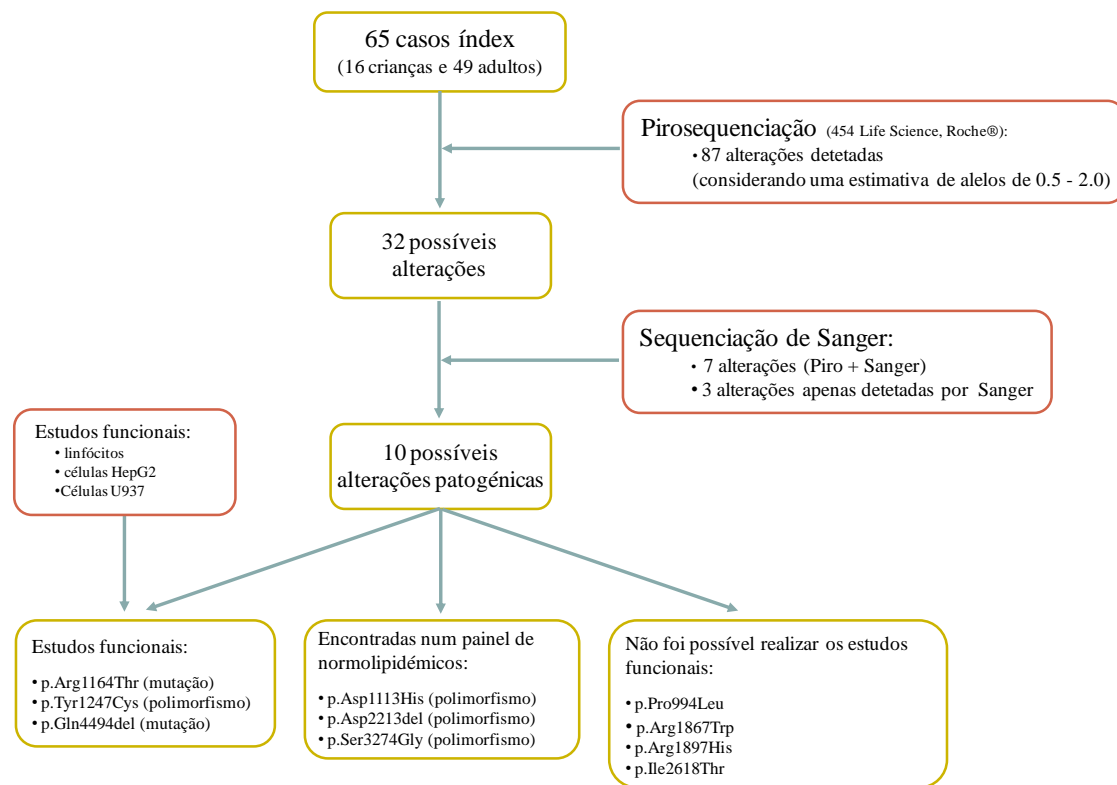 65 casos índex
(16 crianças e 49 adultos)
Pirosequenciação (454 Life Science, Roche®):
• 87 alterações detetadas
(considerando uma estimativa de alelos de 0.5 - 2.0)
32 possíveis
alterações
Sequenciação de Sanger:
• 7 alterações (Piro + Sanger)
• 3 alterações apenas detetadas por Sanger
Estudos funcionais:
• linfócitos
• células HepG2
•Células U937
10 possíveis
alterações patogénicas
Estudos funcionais:
• p.Arg1164Thr (mutação)
• p.Tyr1247Cys (polimorfismo)
• p.Gln4494del (mutação)
Encontradas num painel de
normolipidémicos:
• p.Asp1113His (polimorfismo)
• p.Asp2213del (polimorfismo)
• p.Ser3274Gly (polimorfismo)
Não foi possível realizar os estudos
funcionais:
• p.Pro994Leu
• p.Arg1867Trp
• p.Arg1897His
• p.Ile2618Thr